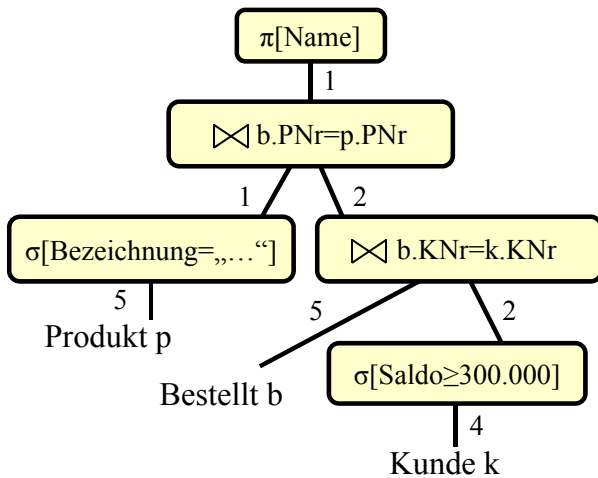 π[Name]
1
⋈ b.PNr=p.PNr
1
2
σ[Bezeichnung=„…“]
⋈ b.KNr=k.KNr
5
5
2
Produkt p
Bestellt b
σ[Saldo≥300.000]
4
Kunde k